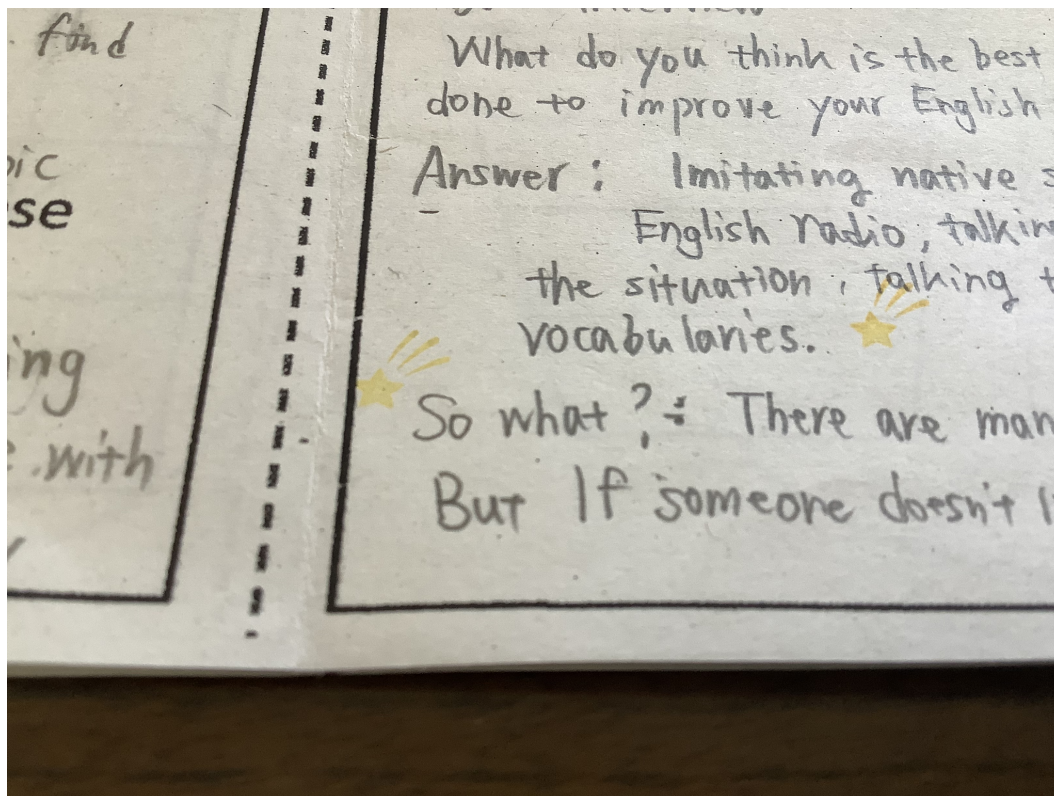 find
ic
se
ing
with
What do you think is the best
done to improve your English
Answer : Imitating native s
English radio, talkin
the situation, talking t
vocabularies.
So what ? : There are man
But If someone doesn't l